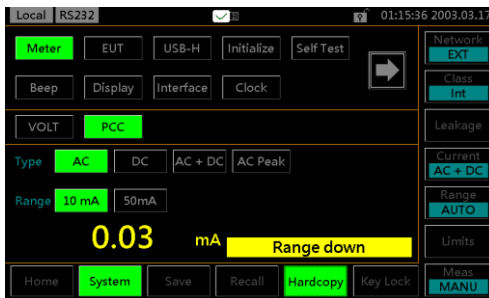 Local RS232 01:15:36 2003.03.17
Meter EUT USB-H Initialize Self Test
Beep Display Interface Clock
VOLT PCC
Type AC DC AC + DC AC Peak
Range 10 mA 50mA
0.03 mA Range down
Home System Save Recall Hardcopy Key Lock
Network
EXT
Class
Int
Leakage
Current
AC + DC
Range
AUTO
Limits
Meas
MANU